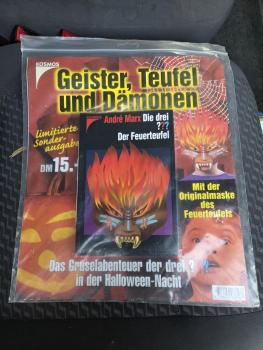 KOSMOS
Geister, Teufel
und Dämonen
limitierte
Sonder-
ausgabe
DM 15.-
André Marx Die drei
???
Der Feuerteufel
Mit der
Originalmaske
des
Feuerteufels
Das Gruselabenteuer der drei ? ?
in der Halloween-Nacht